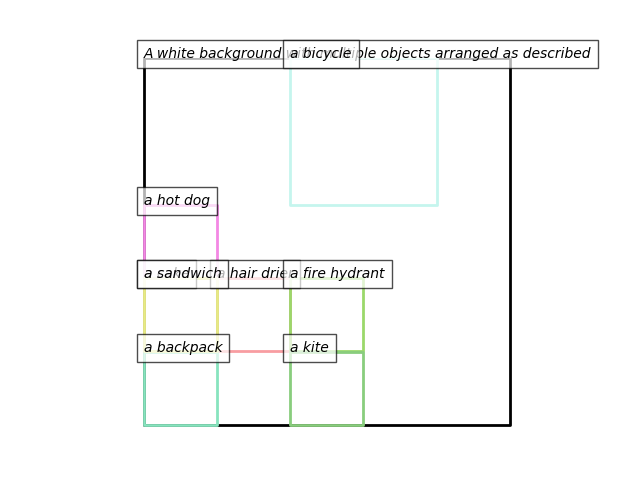 A white background with multiple objects arranged as described
a bicycle
a hot dog
a sandwich
a hair drier
a fire hydrant
a backpack
a kite